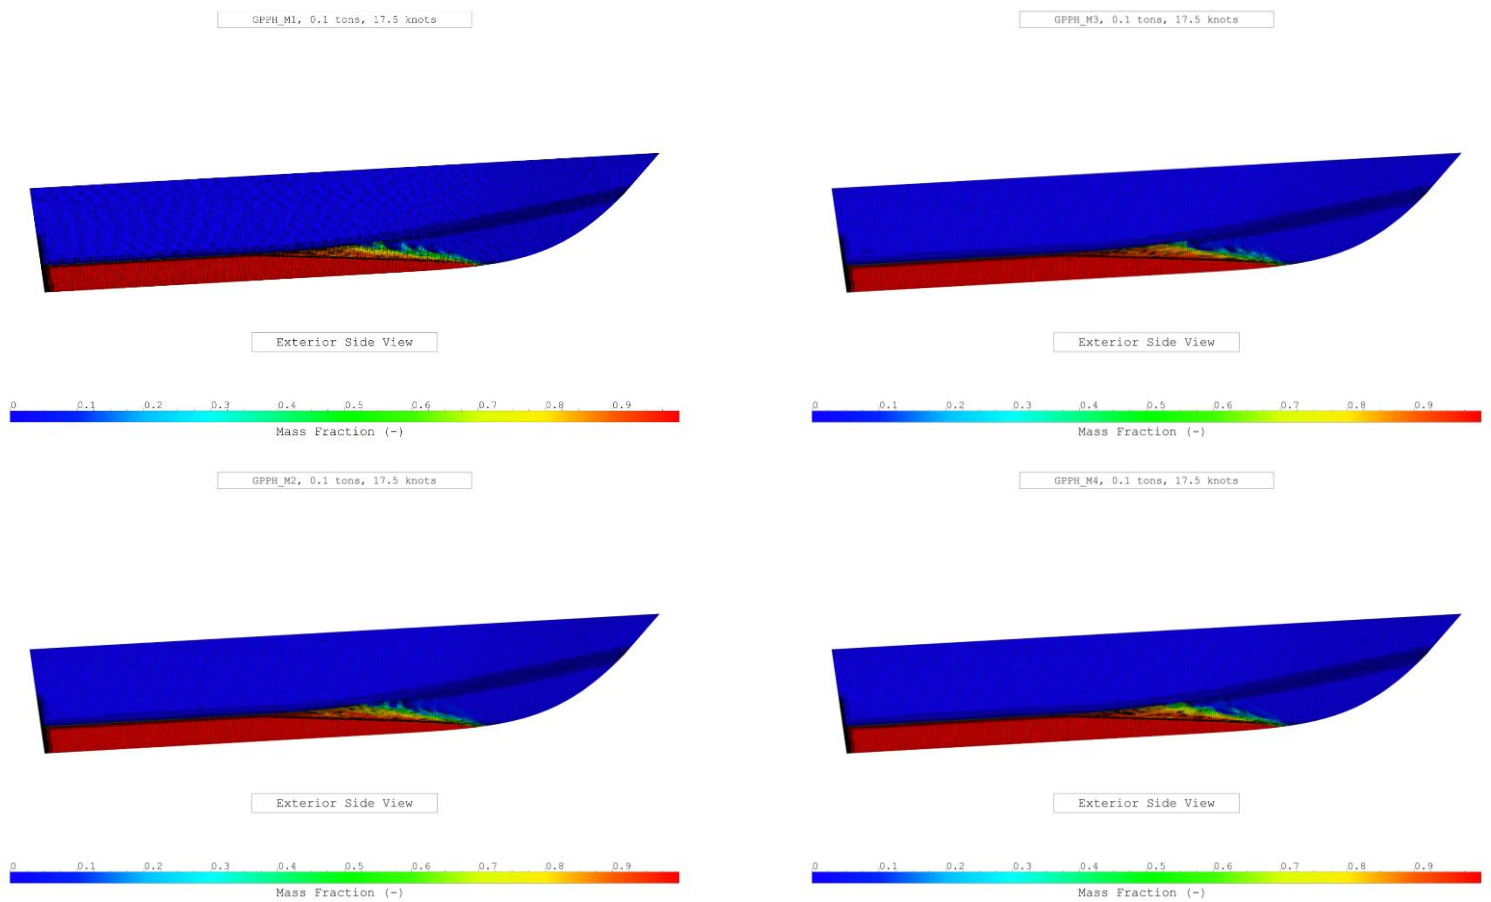 GPPH_M1, 0.1 tons, 17.5 knots
Exterior Side View
0 0.1 0.2 0.3 0.4 0.5 0.6 0.7 0.8 0.9
Mass Fraction (-)
GPPH_M3, 0.1 tons, 17.5 knots
Exterior Side View
0 0.1 0.2 0.3 0.4 0.5 0.6 0.7 0.8 0.9
Mass Fraction (-)
GPPH_M2, 0.1 tons, 17.5 knots
Exterior Side View
0 0.1 0.2 0.3 0.4 0.5 0.6 0.7 0.8 0.9
Mass Fraction (-)
GPPH_M4, 0.1 tons, 17.5 knots
Exterior Side View
0 0.1 0.2 0.3 0.4 0.5 0.6 0.7 0.8 0.9
Mass Fraction (-)